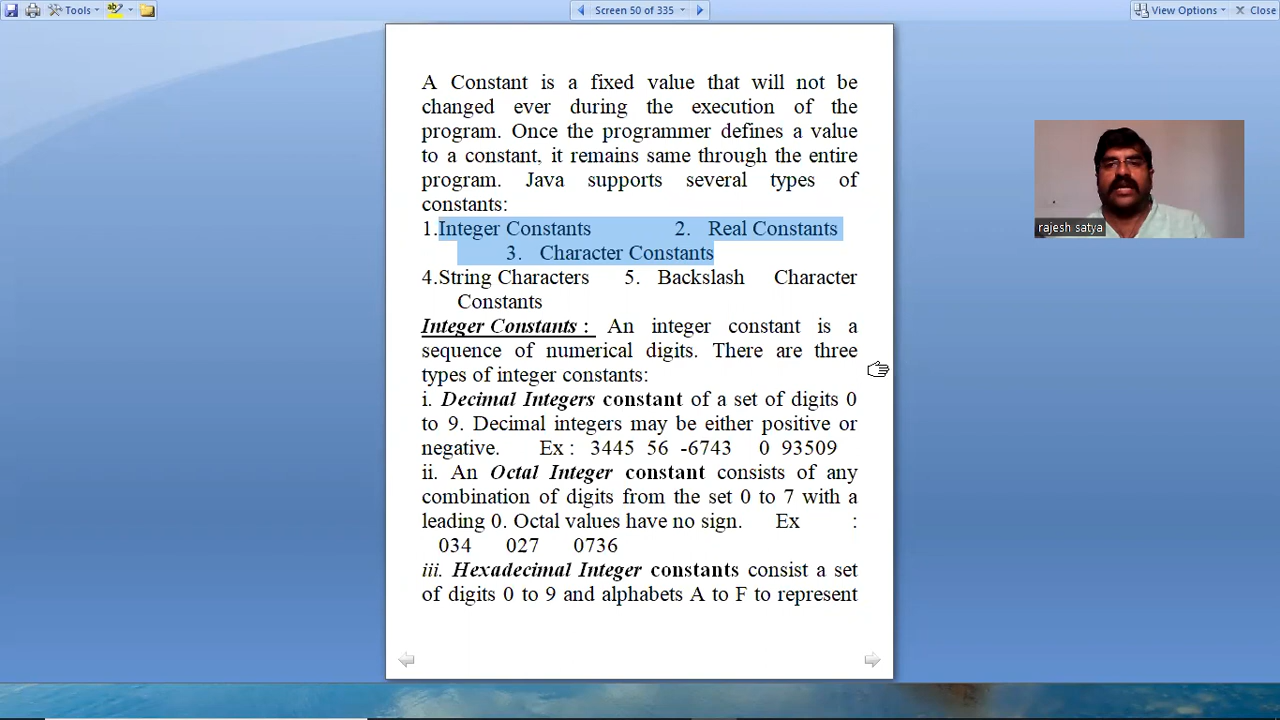 Tools
Screen 50 of 335
View Options
Close
A Constant is a fixed value that will not be
changed ever during the execution of the
program. Once the programmer defines a value
to a constant, it remains same through the entire
program. Java supports several types of
constants:
1.Integer Constants 2. Real Constants
3. Character Constants
4.String Characters 5. Backslash Character
Constants
Integer Constants : An integer constant is a
sequence of numerical digits. There are three
types of integer constants:
i. Decimal Integers constant of a set of digits 0
to 9. Decimal integers may be either positive or
negative. Ex : 3445 56 -6743 0 93509
ii. An Octal Integer constant consists of any
combination of digits from the set 0 to 7 with a
leading 0. Octal values have no sign. Ex :
034 027 0736
iii. Hexadecimal Integer constants consist a set
of digits 0 to 9 and alphabets A to F to represent
rajesh satya